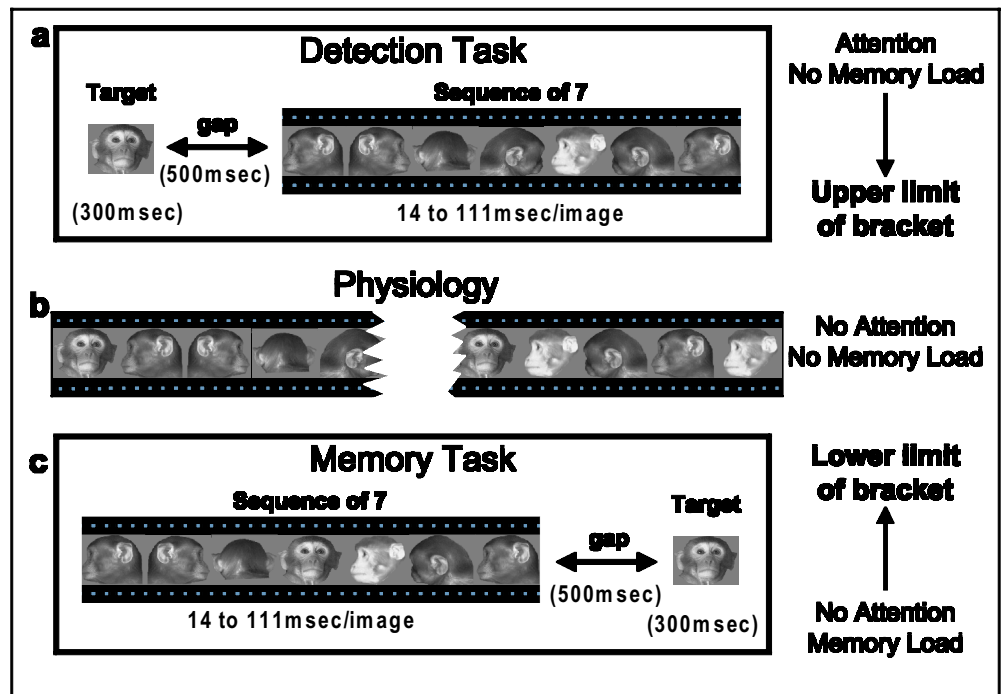 a
Detection Task
Target
gap
(500msec)
(300msec)
Sequence of 7
14 to 111msec/image
Attention
No Memory Load
Upper limit
of bracket
b
Physiology
No Attention
No Memory Load
c
Memory Task
Sequence of 7
14 to 111msec/image
gap
(500msec)
Target
(300msec)
Lower limit
of bracket
No Attention
Memory Load